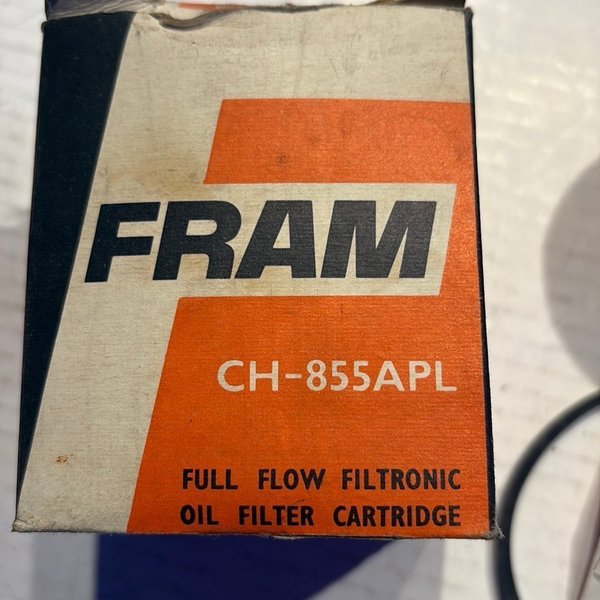 FRAM
CH-855APL
FULL FLOW FILTRONIC
OIL FILTER CARTRIDGE